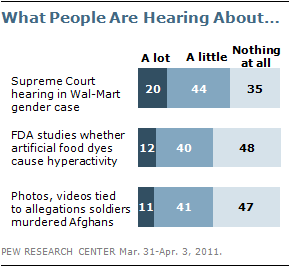 What People Are Hearing About...
A lot A little Nothing at all
Supreme Court
hearing in Wal-Mart
gender case
20 44 35
FDA studies whether
artificial food dyes
cause hyperactivity
12 40 48
Photos, videos tied
to allegations soldiers
murdered Afghans
11 41 47
PEW RESEARCH CENTER Mar. 31-Apr. 3, 2011.